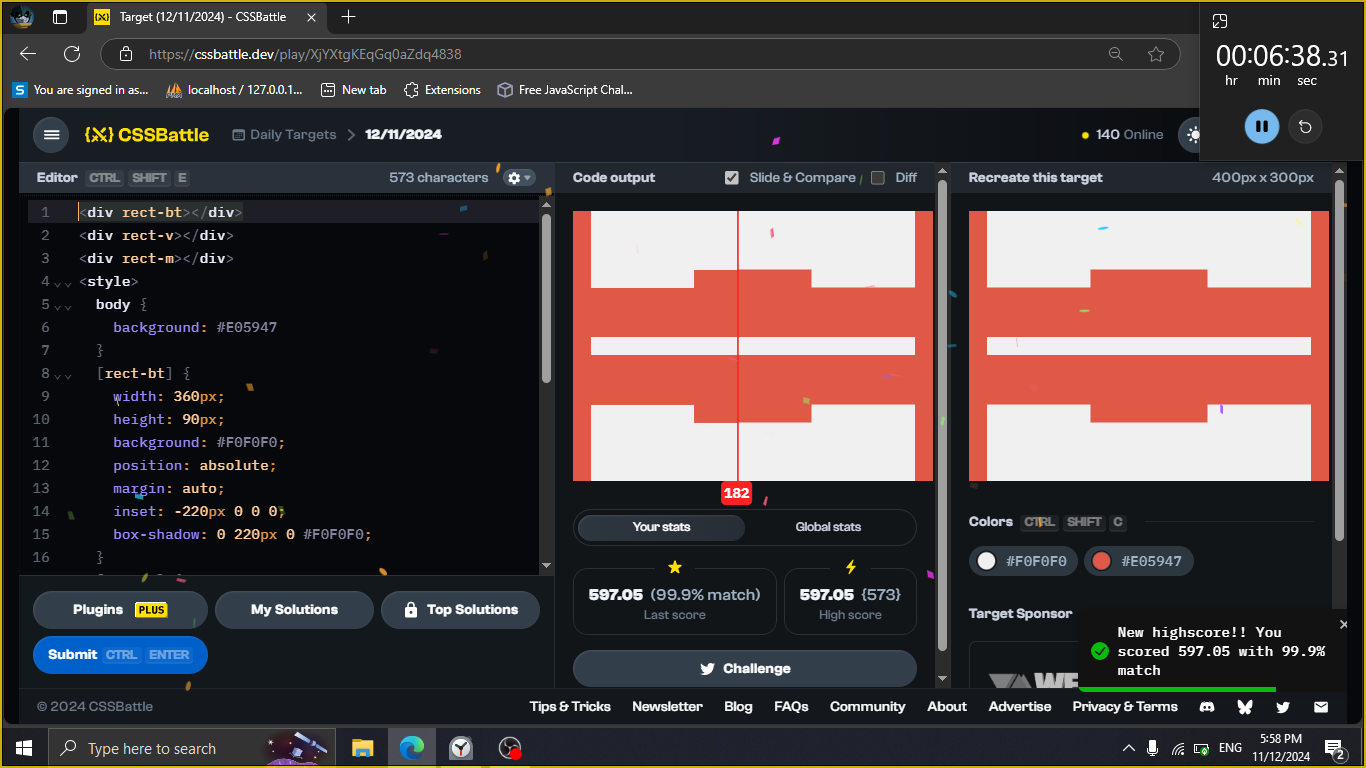 Target (12/11/2024) - CSSBattle
https://cssbattle.dev/play/XjYXtgKEqGq0aZdq4838
S You are signed in as...
localhost / 127.0.0.1...
New tab
Extensions
Free JavaScript Chal...
00:06:38.31
hr min sec
{X} CSSBattle
Daily Targets > 12/11/2024
140 Online
Editor CTRL SHIFT E
573 characters
1 <div rect-bt></div>
2 <div rect-v></div>
3 <div rect-m></div>
4 <style>
5 body {
6 background: #E05947
7 }
8 [rect-bt] {
9 width: 360px;
10 height: 90px;
11 background: #F0F0F0;
12 position: absolute;
13 margin: auto;
14 inset: -220px 0 0 0;
15 box-shadow: 0 220px 0 #F0F0F0;
16 }
Plugins PLUS
My Solutions
Top Solutions
Submit CTRL ENTER
Code output
Slide & Compare
Diff
182
Your stats
Global stats
597.05 (99.9% match)
Last score
597.05 {573}
High score
Challenge
Recreate this target
400px x 300px
Colors CTRL SHIFT C
#F0F0F0
#E05947
Target Sponsor
New highscore!! You
scored 597.05 with 99.9%
match
© 2024 CSSBattle
Tips & Tricks
Newsletter
Blog
FAQs
Community
About
Advertise
Privacy & Terms
Type here to search
ENG
5:58 PM
11/12/2024
2